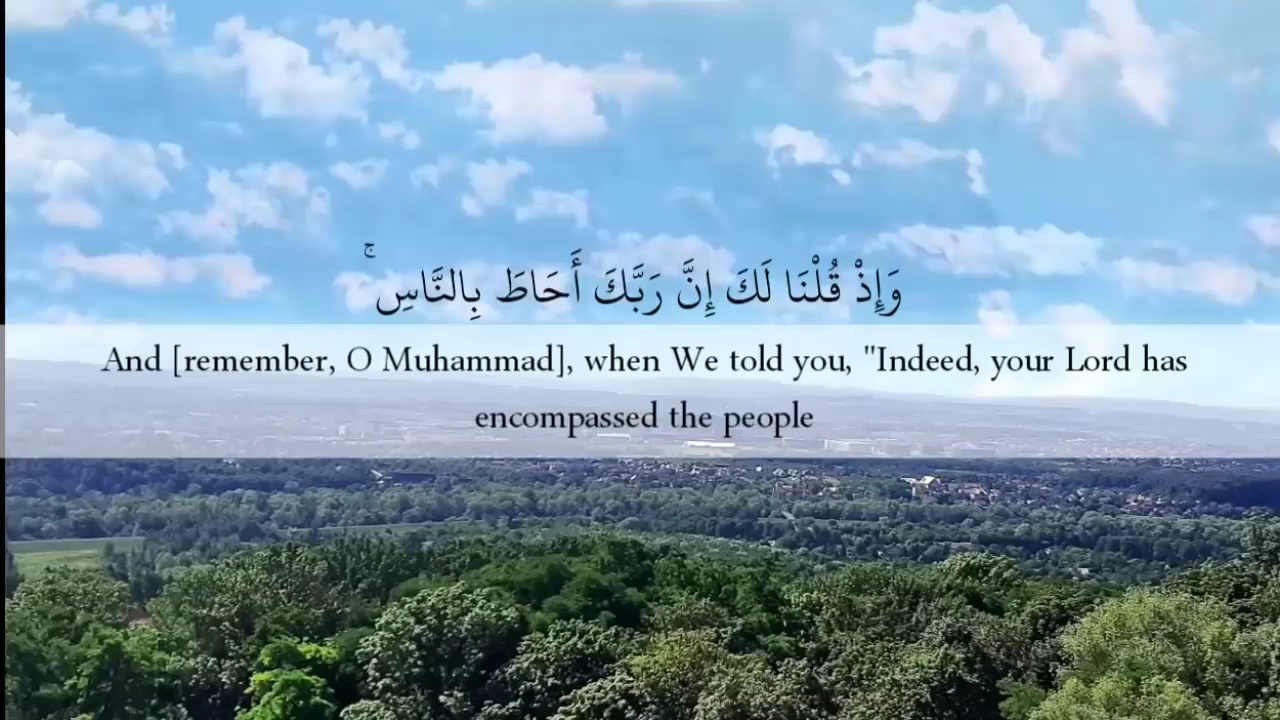 وَإِذْ قُلْنَا لَكَ إِنَّ رَبَّكَ أَحَاطَ بِالنَّاسِ ۚ
And [remember, O Muhammad], when We told you, "Indeed, your Lord has
encompassed the people